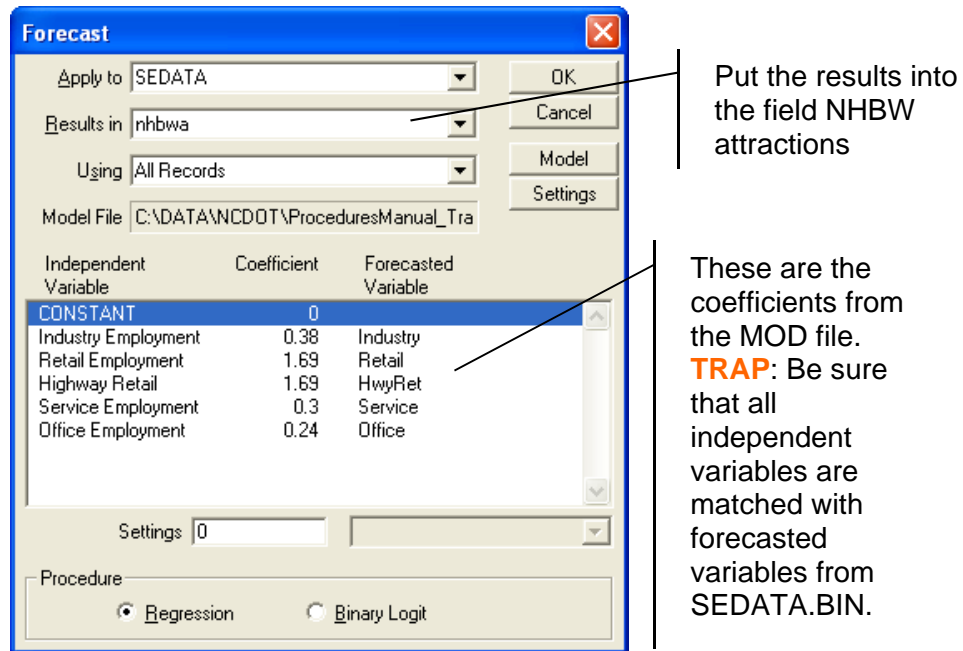 Forecast
Apply to SEDATA
OK
Results in nhbwa
Cancel
Using All Records
Model
Model File C:\DATA\NCDOT\ProceduresManual_Tra
Settings
Independent Variable Coefficient Forecasted Variable
CONSTANT 0
Industry Employment 0.38 Industry
Retail Employment 1.69 Retail
Highway Retail 1.69 HwyRet
Service Employment 0.3 Service
Office Employment 0.24 Office
Settings 0
Procedure
Regression Binary Logit
Put the results into
the field NHBW
attractions
These are the
coefficients from
the MOD file.
TRAP: Be sure
that all
independent
variables are
matched with
forecasted
variables from
SEDATA.BIN.